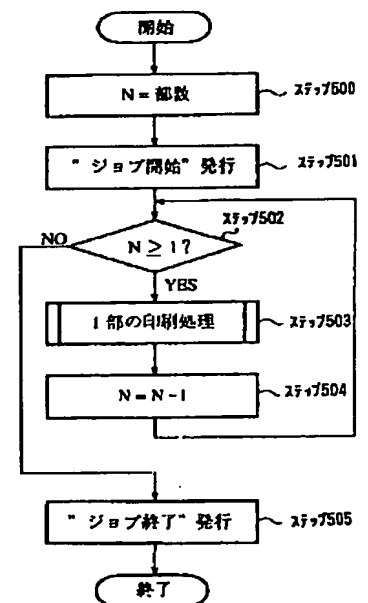 開始
N = 部数
ステップ500
" ジョブ開始" 発行
ステップ501
ステップ502
NO
N ≥ 1?
YES
1 部の印刷処理
ステップ503
N = N - 1
ステップ504
" ジョブ終了" 発行
ステップ505
終了